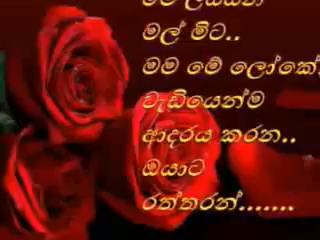 මල් මිට..
මම මේ ලෝකේ
වැඩියෙන්ම
ආදරය කරන..
ඔයාට
රත්තරන්.......